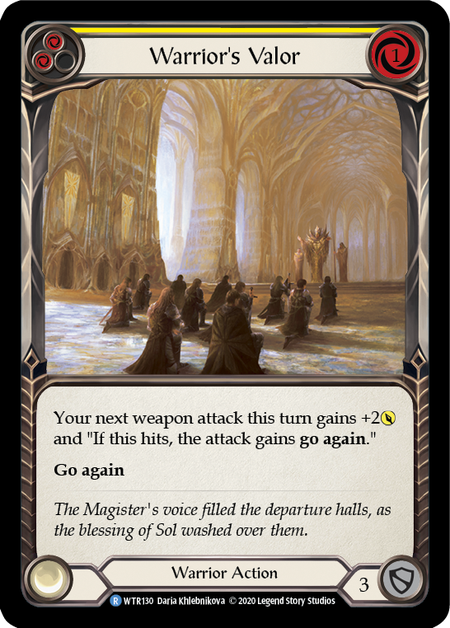 1
Warrior's Valor
Your next weapon attack this turn gains +2
and "If this hits, the attack gains go again."
Go again
The Magister's voice filled the departure halls, as
the blessing of Sol washed over them.
Warrior Action
3
R WTR130 Daria Khlebnikova © 2020 Legend Story Studios